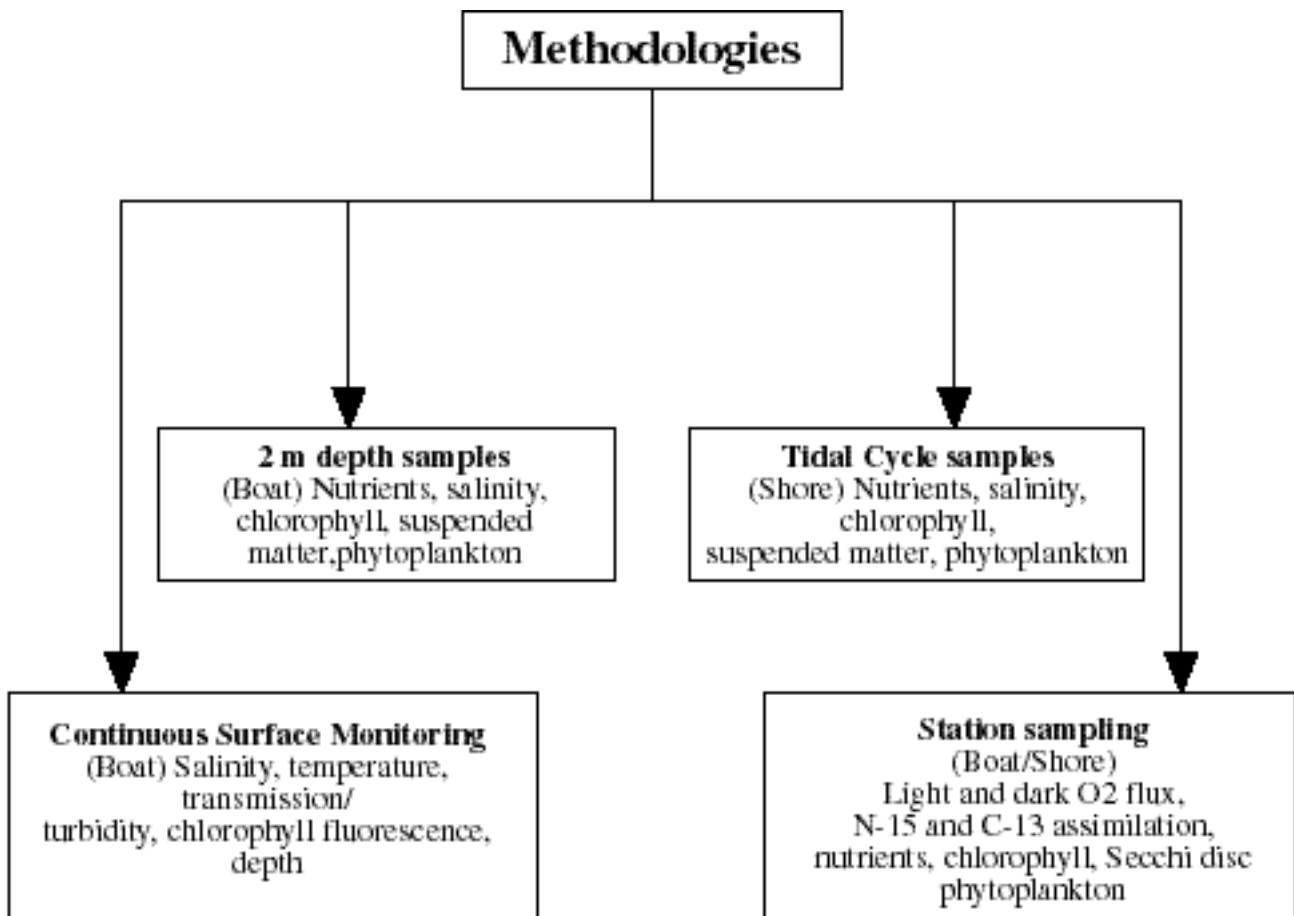 Methodologies
2 m depth samples
(Boat) Nutrients, salinity,
chlorophyll, suspended
matter,phytoplankton
Tidal Cycle samples
(Shore) Nutrients, salinity,
chlorophyll,
suspended matter, phytoplankton
Continuous Surface Monitoring
(Boat) Salinity, temperature,
transmission/
turbidity, chlorophyll fluorescence,
depth
Station sampling
(Boat/Shore)
Light and dark O2 flux,
N-15 and C-13 assimilation,
nutrients, chlorophyll, Secchi disc
phytoplankton